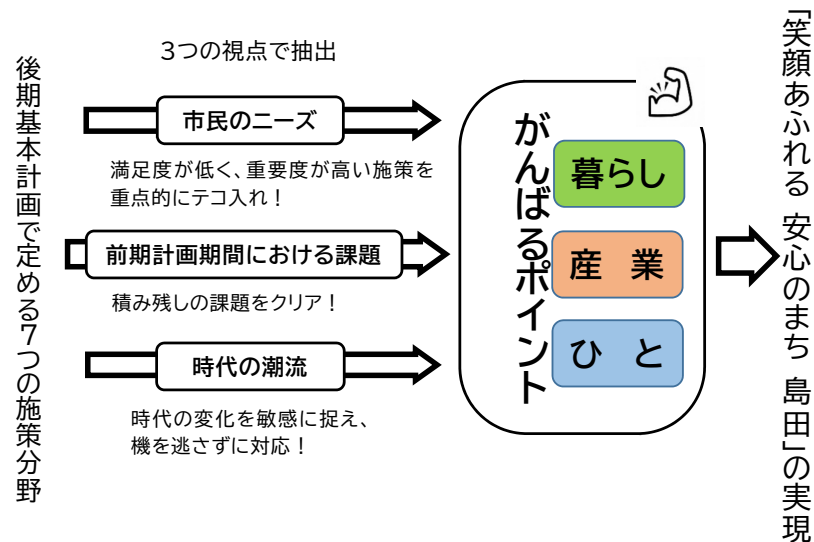 後期基本計画で定める7つの施策分野
3つの視点で抽出
市民のニーズ
満足度が低く、重要度が高い施策を
重点的にテコ入れ！
前期計画期間における課題
積み残しの課題をクリア！
時代の潮流
時代の変化を敏感に捉え、
機を逃さずに対応！
がんばるポイント
暮らし
産　業
ひ　と
「笑顔あふれる 安心のまち 島田」の実現